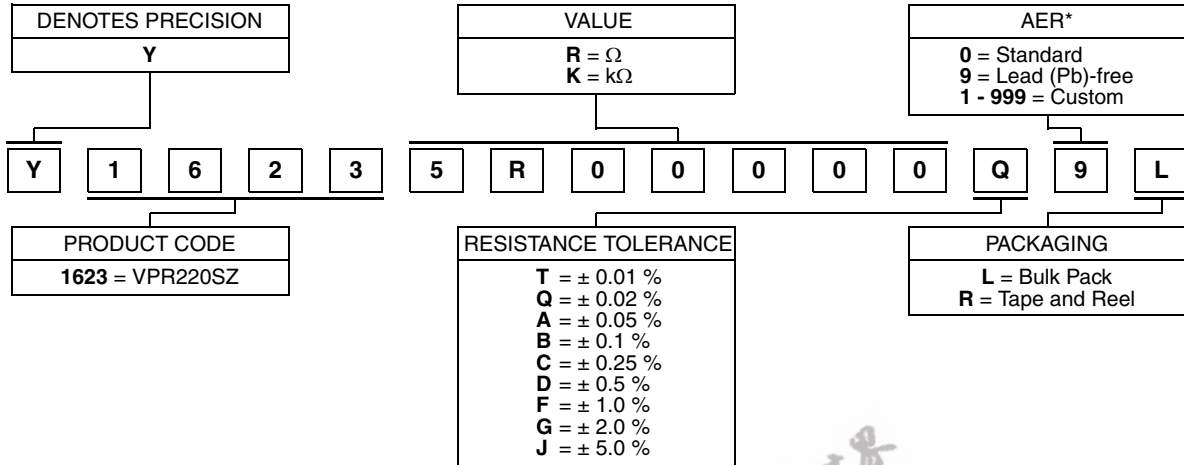 DENOTES PRECISION
Y
VALUE
R = Ω
K = kΩ
AER*
0 = Standard
9 = Lead (Pb)-free
1 - 999 = Custom
Y 1 6 2 3 5 R 0 0 0 0 0 Q 9 L
PRODUCT CODE
1623 = VPR220SZ
RESISTANCE TOLERANCE
T = ± 0.01 %
Q = ± 0.02 %
A = ± 0.05 %
B = ± 0.1 %
C = ± 0.25 %
D = ± 0.5 %
F = ± 1.0 %
G = ± 2.0 %
J = ± 5.0 %
PACKAGING
L = Bulk Pack
R = Tape and Reel